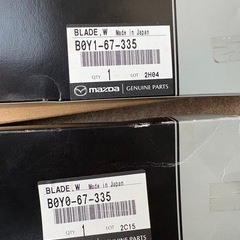 BLADE,W Made in Japan
B0Y1-67-335
QTY 1 LOT 2H04
mazda GENUINE PARTS
BLADE,W Made in Japan
B0Y0-67-335
QTY 1 LOT 2C15